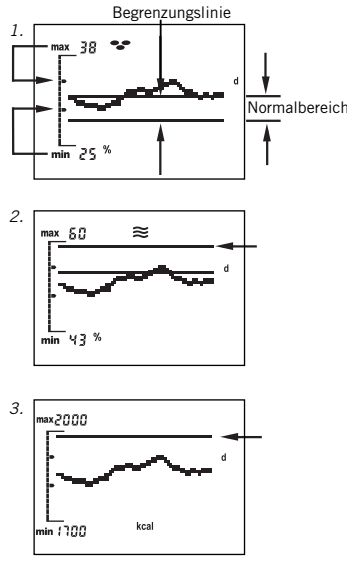 Begrenzungslinie
1.
max 38
d
Normalbereich
min 25 %
2.
max 60
d
min 43 %
3.
max 2000
d
min 1700 kcal